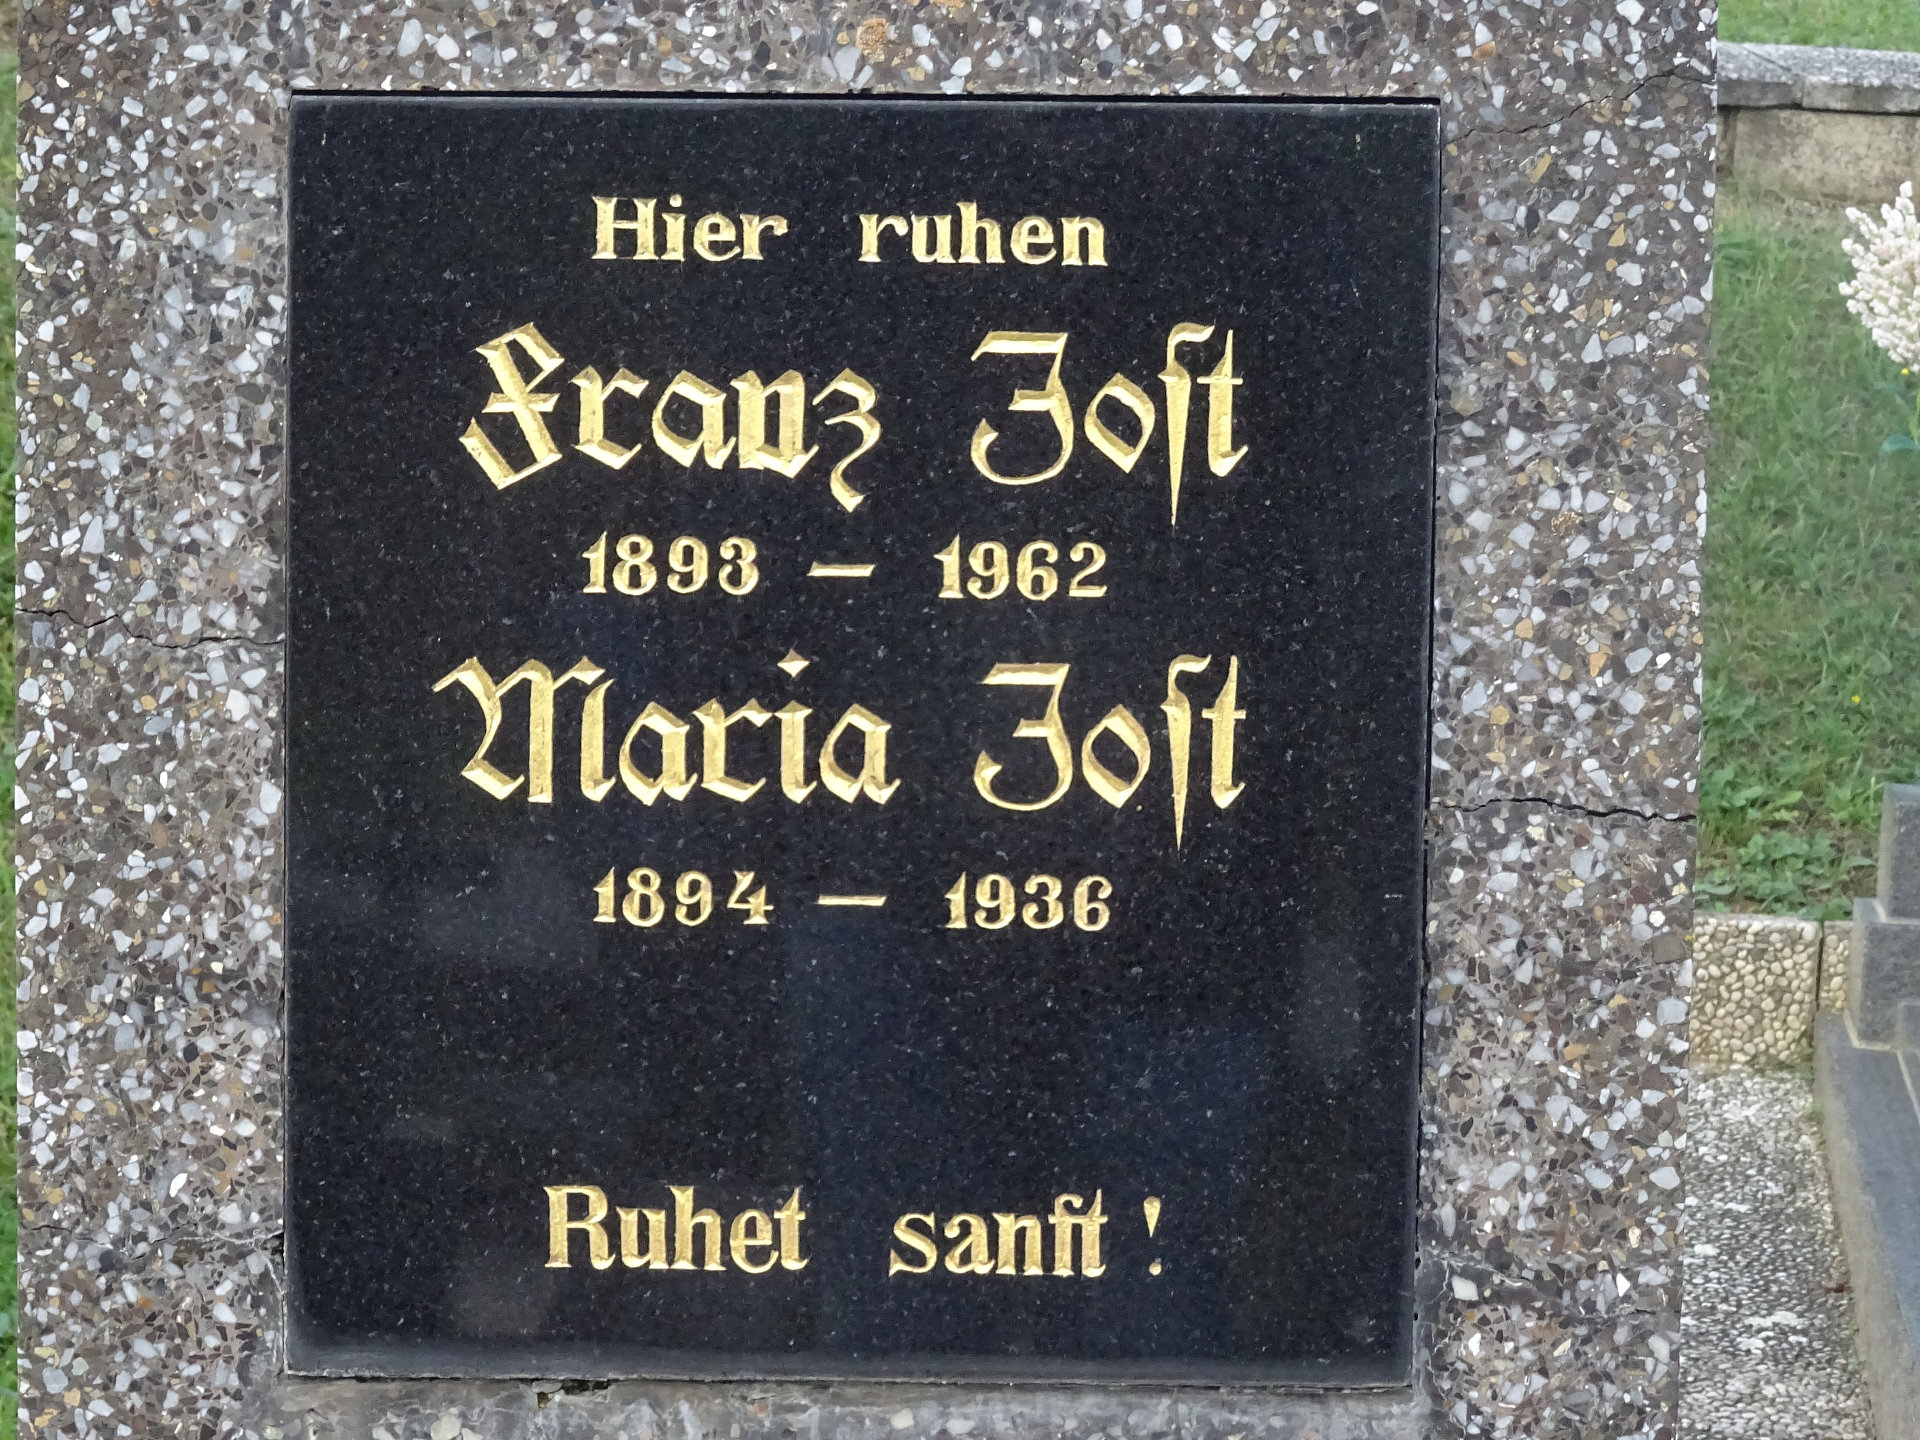 Hier ruhen
Franz Joſt
1893 – 1962
Maria Joſt
1894 – 1936
Ruhet sanft !